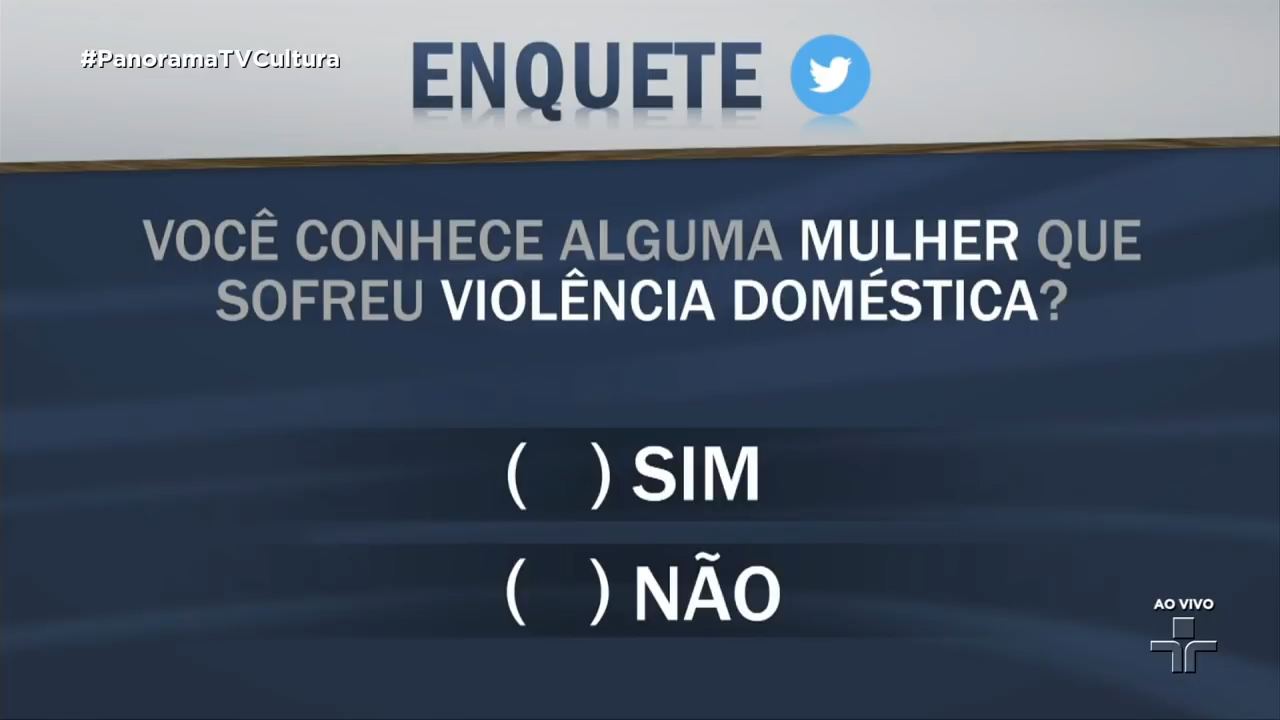 #PanoramaTVCultura
ENQUETE
VOCÊ CONHECE ALGUMA MULHER QUE
SOFREU VIOLÊNCIA DOMÉSTICA?
( ) SIM
( ) NÃO
AO VIVO